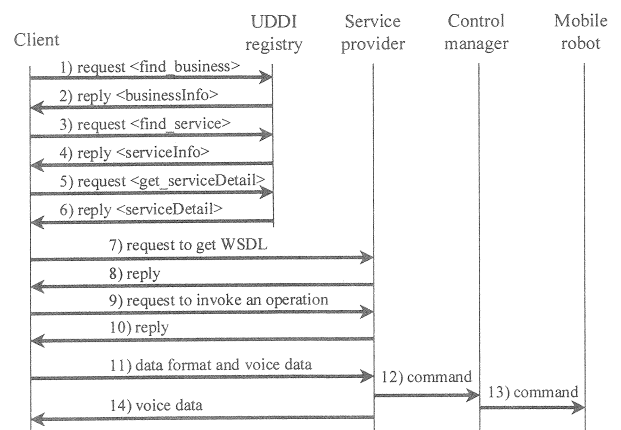 Client
UDDI
registry
Service
provider
Control
manager
Mobile
robot
1) request <find_business>
2) reply <businessInfo>
3) request <find_service>
4) reply <serviceInfo>
5) request <get_serviceDetail>
6) reply <serviceDetail>
7) request to get WSDL
8) reply
9) request to invoke an operation
10) reply
11) data format and voice data
12) command
13) command
14) voice data